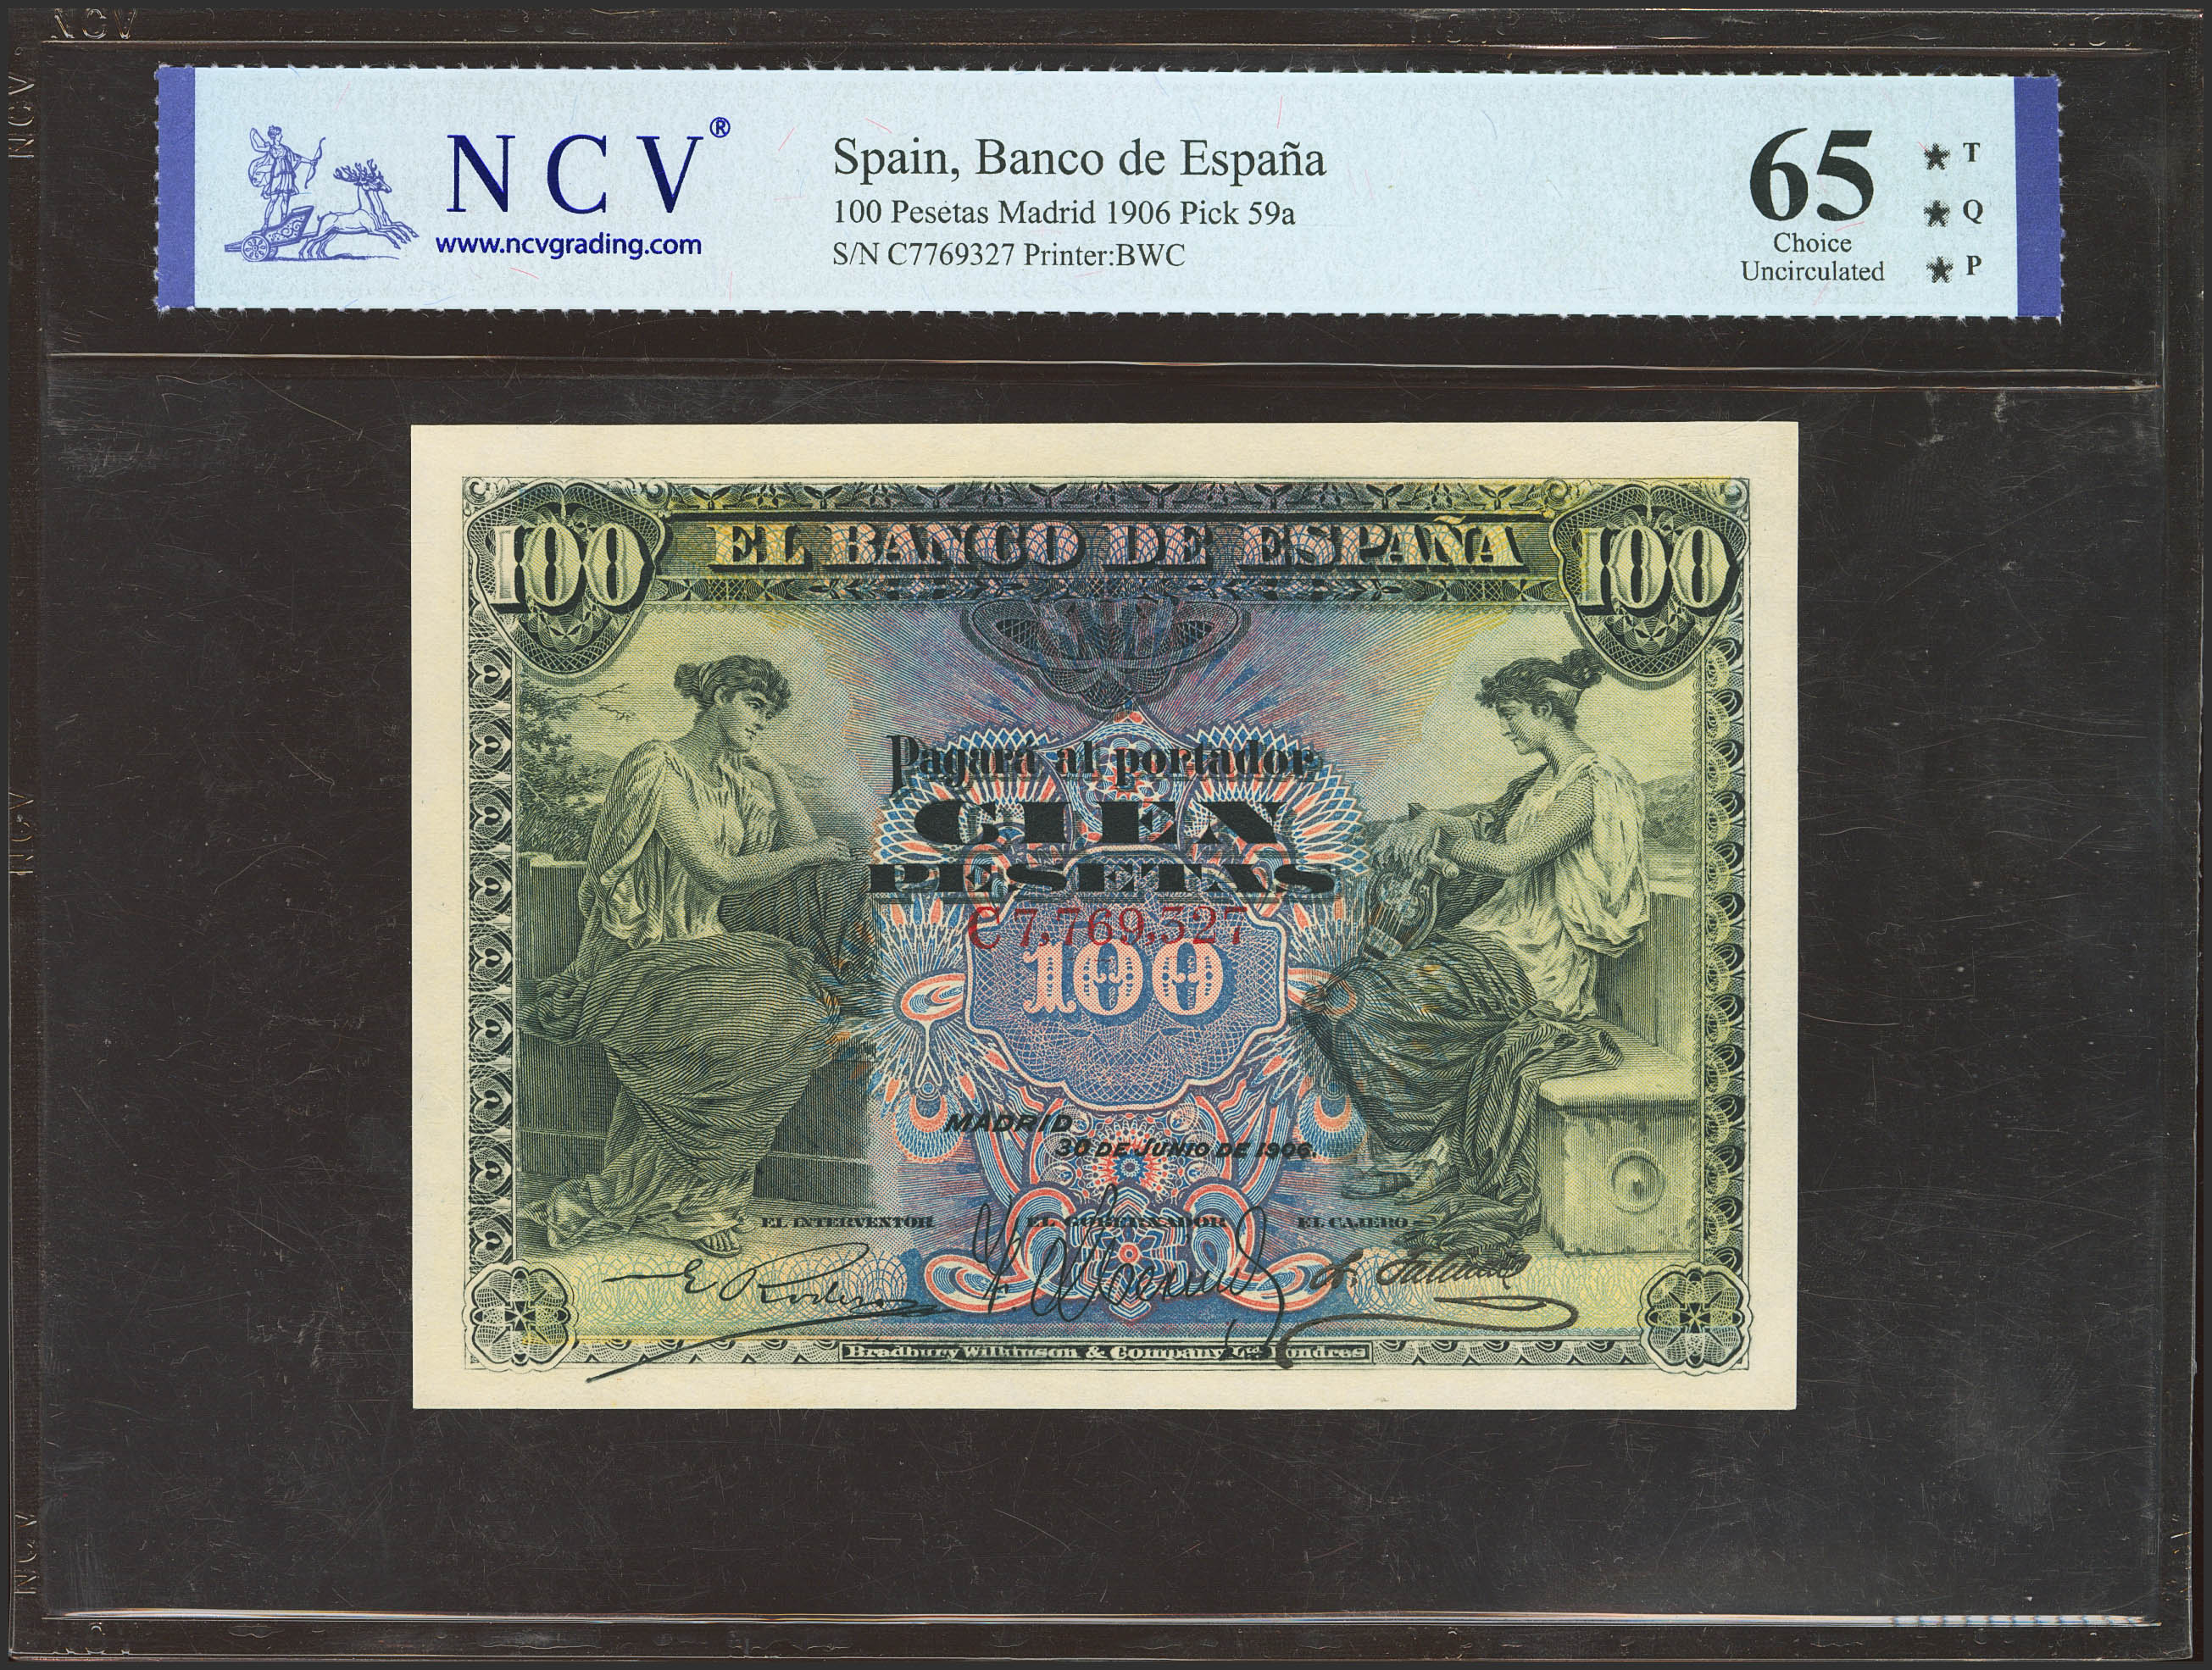 NCV®
www.ncvgrading.com
Spain, Banco de España
100 Pesetas Madrid 1906 Pick 59a
S/N C7769327 Printer:BWC
65
Choice
Uncirculated
T
Q
P
100
EL BANCO DE ESPAÑA
100
Pagará al portador
CIEN
PESETAS
C7,769,327
100
MADRID
30 DE JUNIO DE 1906.
EL INTERVENTOR EL GOBERNADOR EL CAJERO
Bradbury Wilkinson & Company Ltd. Londres